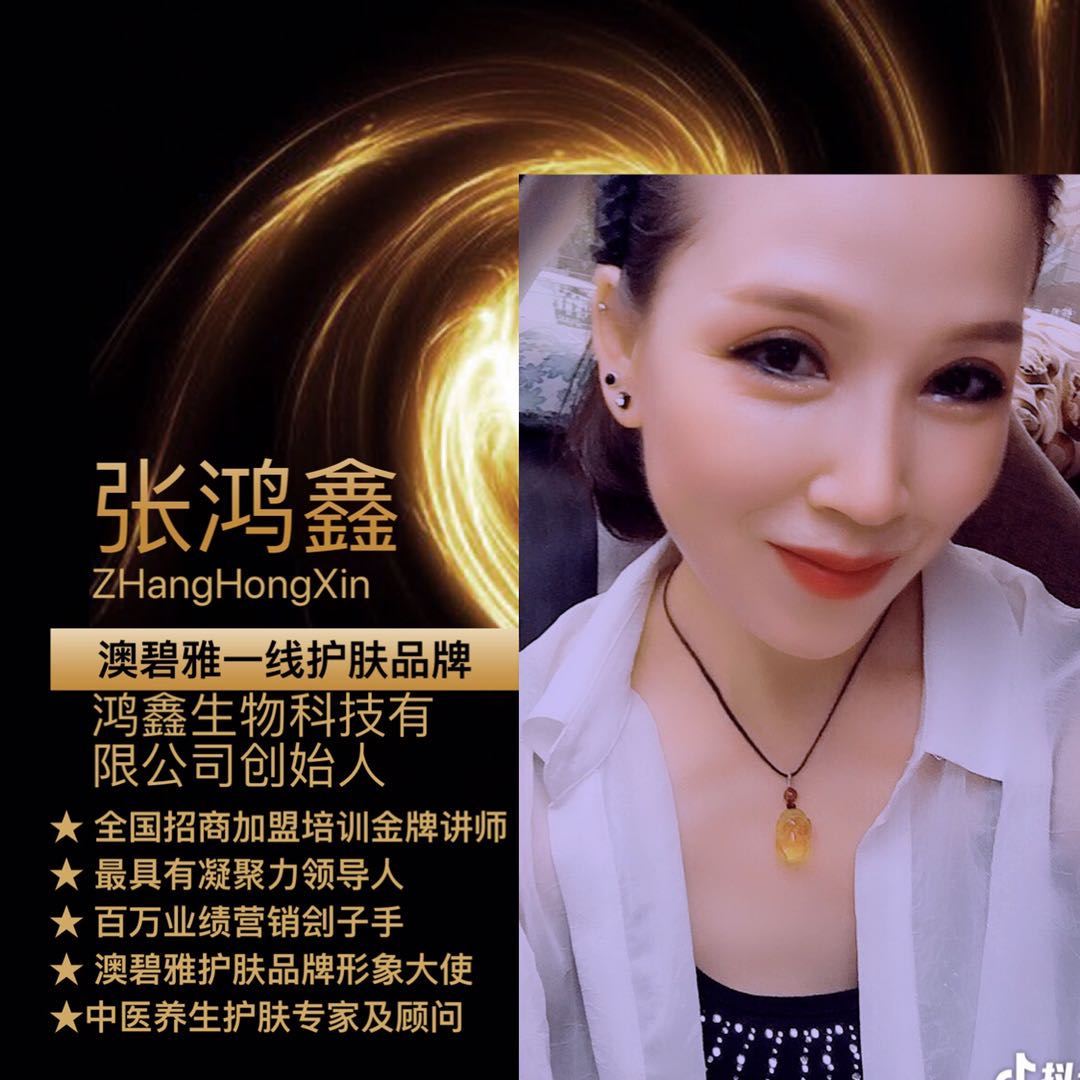 张鸿鑫
ZHangHongXin
澳碧雅一线护肤品牌
鸿鑫生物科技有
限公司创始人
★ 全国招商加盟培训金牌讲师
★ 最具有凝聚力领导人
★ 百万业绩营销刽子手
★ 澳碧雅护肤品牌形象大使
★中医养生护肤专家及顾问